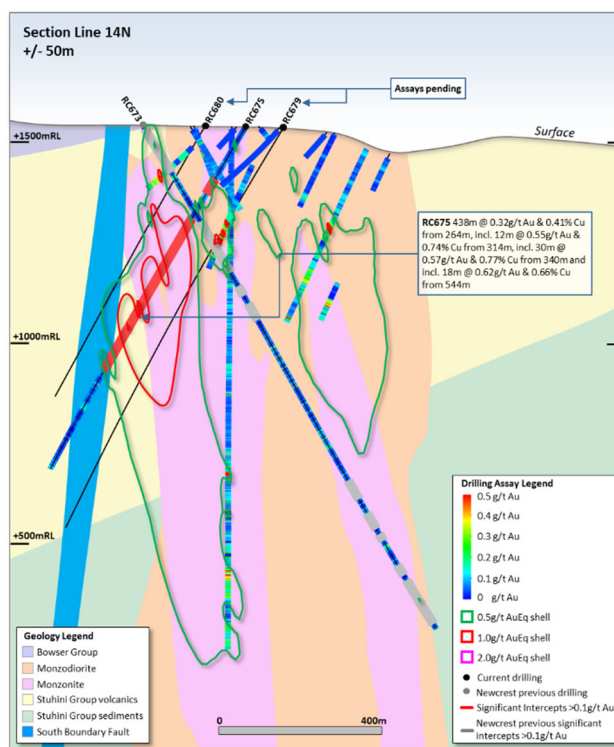 Section Line 14N
+/- 50m
Assays pending
RC673
RC680
RC675
RC679
+1500mRL
Surface
RC675 438m @ 0.32g/t Au & 0.41% Cu
from 264m, incl. 12m @ 0.55g/t Au &
0.74% Cu from 314m, incl. 30m @
0.57g/t Au & 0.77% Cu from 340m and
incl. 18m @ 0.62g/t Au & 0.66% Cu
from 544m
+1000mRL
+500mRL
Drilling Assay Legend
0.5 g/t Au
0.4 g/t Au
0.3 g/t Au
0.2 g/t Au
0.1 g/t Au
0 g/t Au
0.5g/t AuEq shell
1.0g/t AuEq shell
2.0g/t AuEq shell
Current drilling
Newcrest previous drilling
Significant Intercepts >0.1g/t Au
Newcrest previous significant
intercepts >0.1g/t Au
Geology Legend
Bowser Group
Monzodiorite
Monzonite
Stuhini Group volcanics
Stuhini Group sediments
South Boundary Fault
0 400m